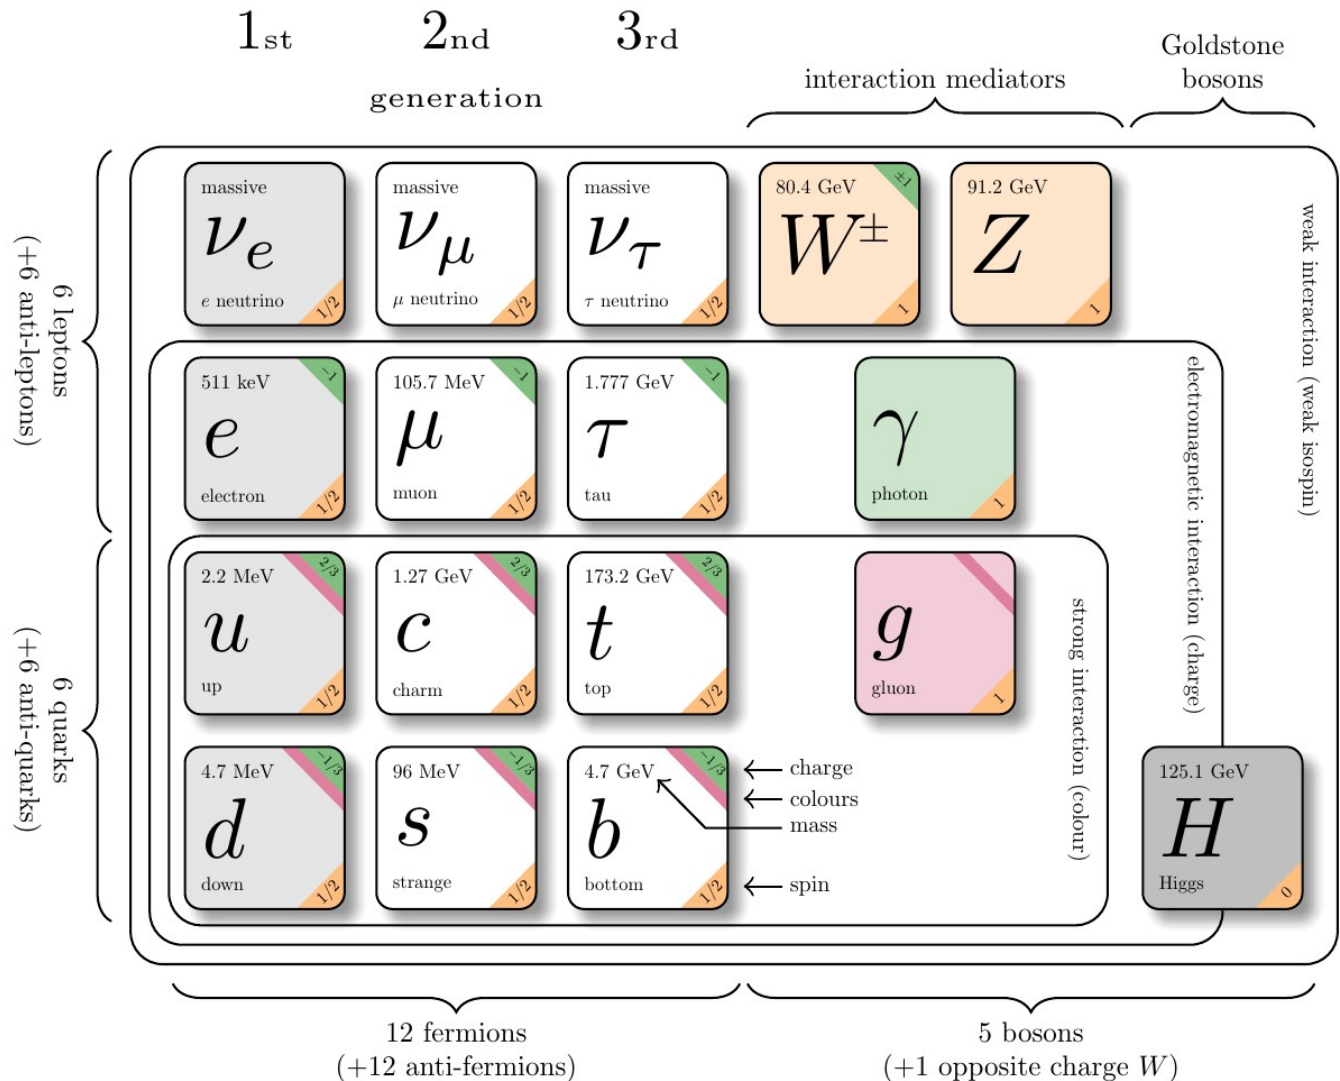 1st 2nd 3rd
generation
interaction mediators
Goldstone
bosons
6 leptons
(+6 anti-leptons)
6 quarks
(+6 anti-quarks)
massive
νe
e neutrino
1/2
massive
νμ
μ neutrino
1/2
massive
ντ
τ neutrino
1/2
80.4 GeV
±1
W±
1
91.2 GeV
Z
1
511 keV
−1
e
electron
1/2
105.7 MeV
−1
μ
muon
1/2
1.777 GeV
−1
τ
tau
1/2
γ
photon
1
2.2 MeV
2/3
u
up
1/2
1.27 GeV
2/3
c
charm
1/2
173.2 GeV
2/3
t
top
1/2
g
gluon
1
4.7 MeV
−1/3
d
down
1/2
96 MeV
−1/3
s
strange
1/2
4.7 GeV
−1/3
b
bottom
1/2
charge
colours
mass
spin
125.1 GeV
H
Higgs
0
strong interaction (colour)
electromagnetic interaction (charge)
weak interaction (weak isospin)
12 fermions
(+12 anti-fermions)
5 bosons
(+1 opposite charge W)